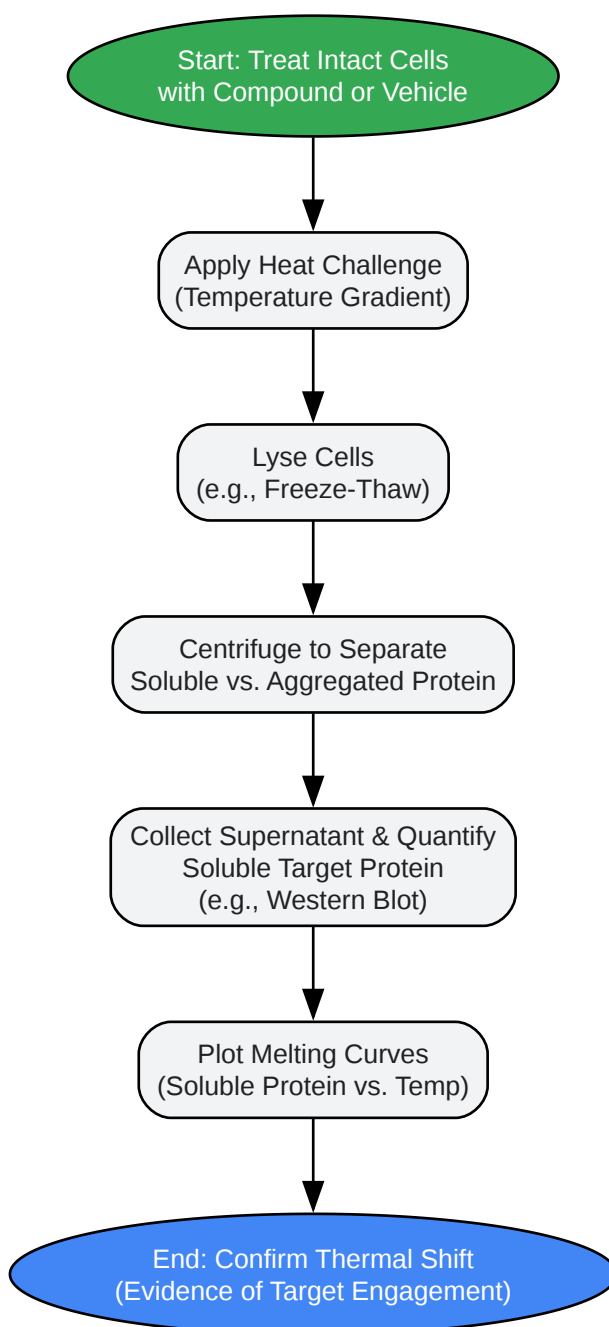 Start: Treat Intact Cells
with Compound or Vehicle
Apply Heat Challenge
(Temperature Gradient)
Lyse Cells
(e.g., Freeze-Thaw)
Centrifuge to Separate
Soluble vs. Aggregated Protein
Collect Supernatant & Quantify
Soluble Target Protein
(e.g., Western Blot)
Plot Melting Curves
(Soluble Protein vs. Temp)
End: Confirm Thermal Shift
(Evidence of Target Engagement)